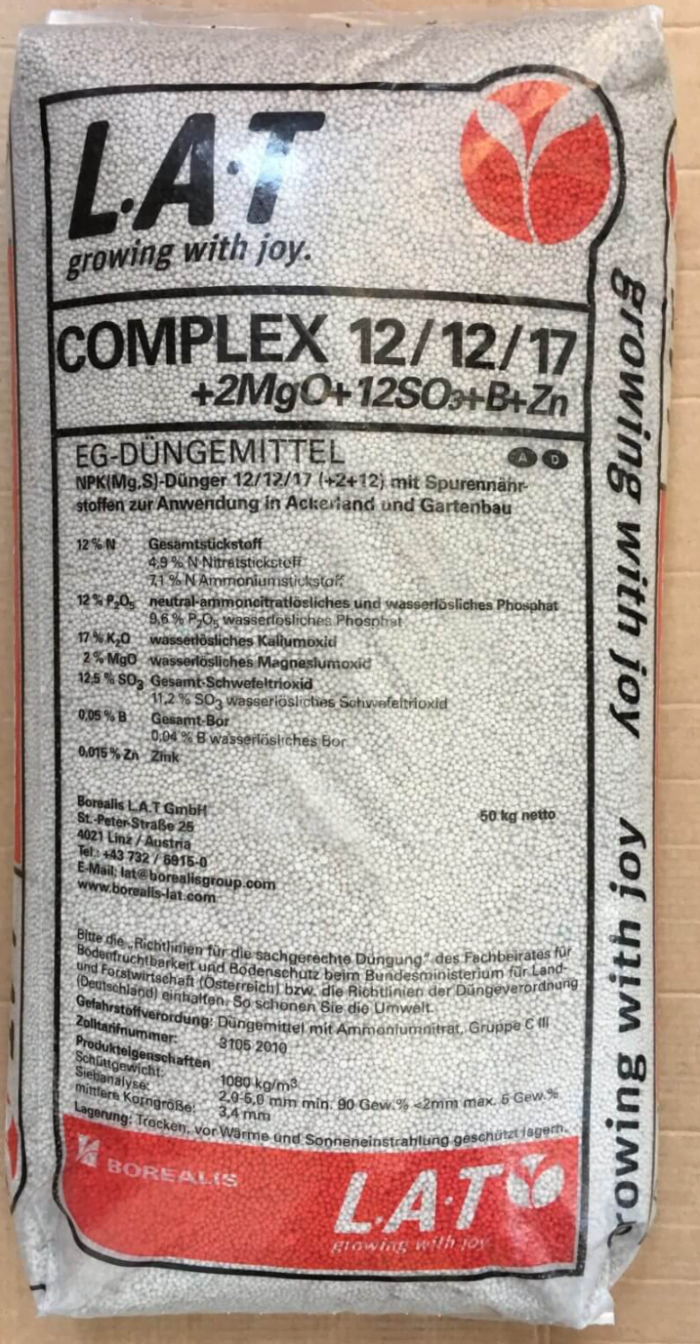 L.A.T
growing with joy.
COMPLEX 12/12/17
+2MgO+12SO₃+B+Zn
EG-DÜNGEMITTEL A D
NPK(Mg,S)-Dünger 12/12/17 (+2+12) mit Spurennähr-
stoffen zur Anwendung in Ackerland und Gartenbau
12 % N Gesamtstickstoff
4,9 % N Nitratstickstoff
7,1 % N Ammoniumstickstoff
12 % P₂O₅ neutral-ammoncitratlösliches und wasserlösliches Phosphat
9,6 % P₂O₅ wasserlösliches Phosphat
17 % K₂O wasserlösliches Kaliumoxid
2 % MgO wasserlösliches Magnesiumoxid
12,5 % SO₃ Gesamt-Schwefeltrioxid
11,2 % SO₃ wasserlösliches Schwefeltrioxid
0,05 % B Gesamt-Bor
0,04 % B wasserlösliches Bor
0,015 % Zn Zink
Borealis L.A.T GmbH
St.-Peter-Straße 25
4021 Linz / Austria
Tel.: +43 732 / 6915-0
E-Mail: lat@borealisgroup.com
www.borealis-lat.com
50 kg netto
Bitte die „Richtlinien für die sachgerechte Düngung" des Fachbeirates für
Bodenfruchtbarkeit und Bodenschutz beim Bundesministerium für Land-
und Forstwirtschaft (Österreich) bzw. die Richtlinien der Düngeverordnung
(Deutschland) einhalten. So schonen Sie die Umwelt.
Gefahrstoffverordung: Düngemittel mit Ammoniumnitrat, Gruppe C III
Zolltarifnummer: 3105 2010
Produkteigenschaften
Schüttgewicht: 1080 kg/m³
Siebanalyse: 2,0-5,0 mm min. 90 Gew.% <2mm max. 5 Gew.%
mittlere Korngröße: 3,4 mm
Lagerung: Trocken, vor Wärme und Sonneneinstrahlung geschützt lagern.
BOREALIS
L.A.T
growing with joy
growing with joy
rowing with joy